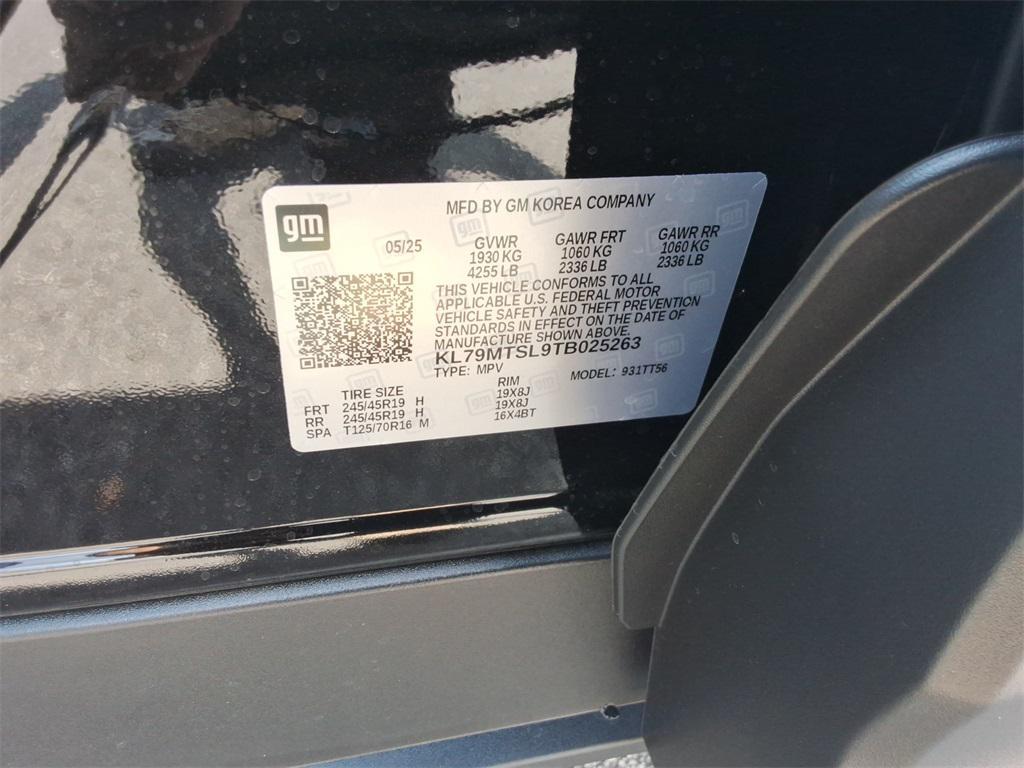 gm
MFD BY GM KOREA COMPANY
05/25
GVWR GAWR FRT GAWR RR
1930 KG 1060 KG 1060 KG
4255 LB 2336 LB 2336 LB
THIS VEHICLE CONFORMS TO ALL
APPLICABLE U.S. FEDERAL MOTOR
VEHICLE SAFETY AND THEFT PREVENTION
STANDARDS IN EFFECT ON THE DATE OF
MANUFACTURE SHOWN ABOVE.
KL79MTSL9TB025263
TYPE: MPV MODEL: 931TT56
TIRE SIZE RIM
FRT 245/45R19 H 19X8J
RR 245/45R19 H 19X8J
SPA T125/70R16 M 16X4BT